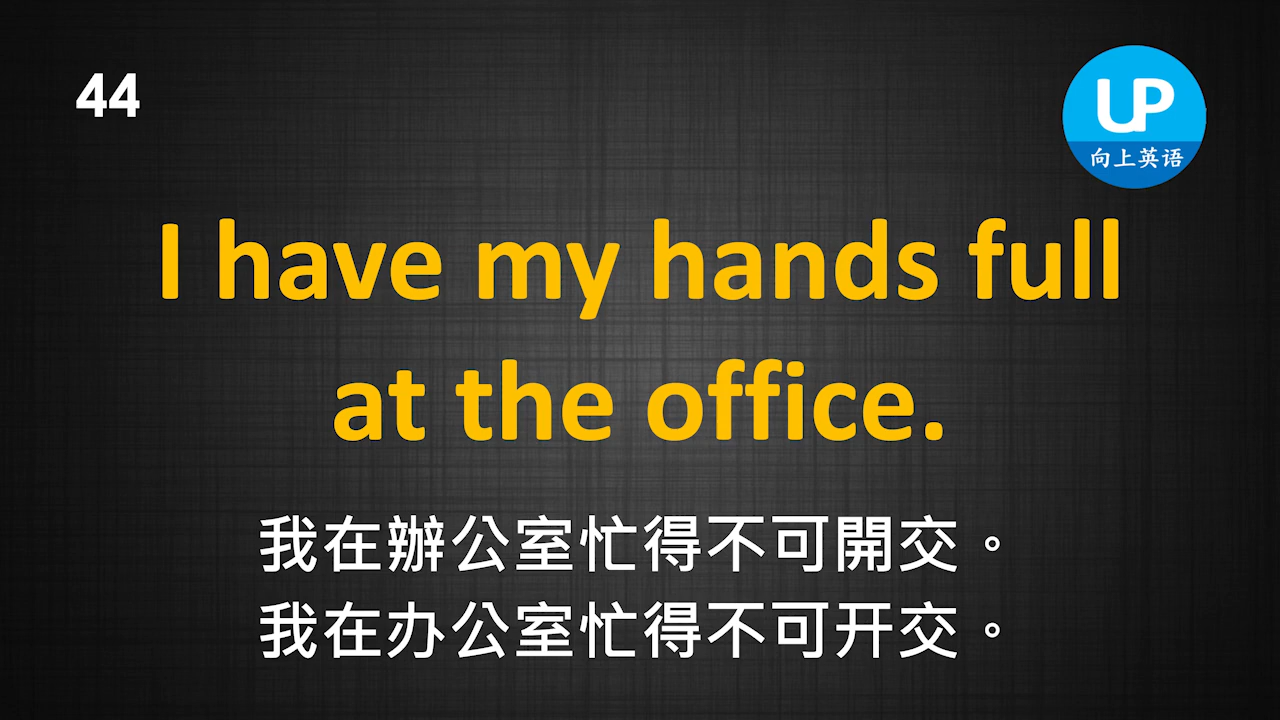 44
UP
向上英语
I have my hands full
at the office.
我在辦公室忙得不可開交。
我在办公室忙得不可开交。